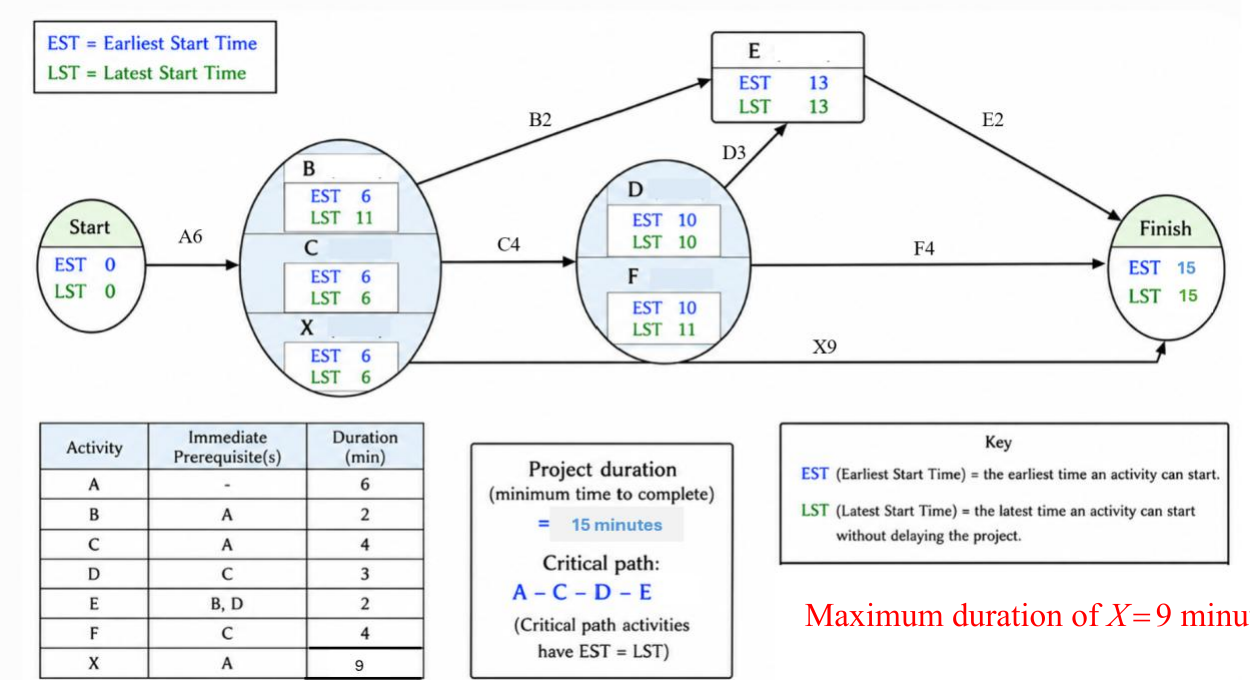 EST = Earliest Start Time
LST = Latest Start Time
E
EST 13
LST 13
B2
E2
D3
B
EST 6
LST 11
D
EST 10
LST 10
Start
EST 0
LST 0
A6
C
EST 6
LST 6
C4
F
EST 10
LST 11
F4
Finish
EST 15
LST 15
X
EST 6
LST 6
X9
Activity Immediate Prerequisite(s) Duration (min)
A - 6
B A 2
C A 4
D C 3
E B, D 2
F C 4
X A 9
Project duration
(minimum time to complete)
= 15 minutes
Critical path:
A – C – D – E
(Critical path activities
have EST = LST)
Key
EST (Earliest Start Time) = the earliest time an activity can start.
LST (Latest Start Time) = the latest time an activity can start
without delaying the project.
Maximum duration of X = 9 minu